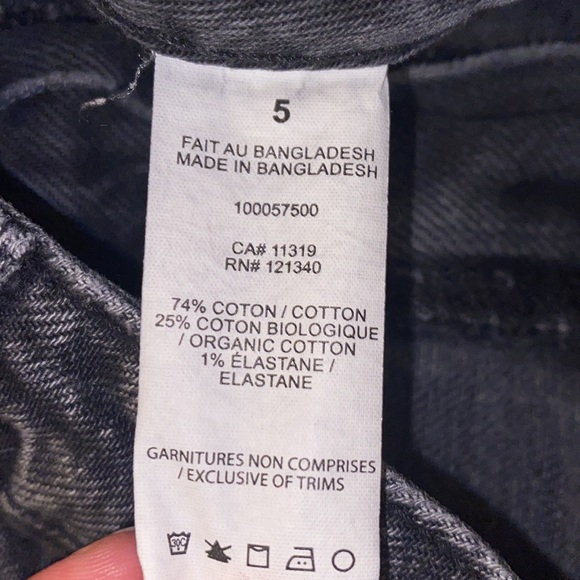 5
FAIT AU BANGLADESH
MADE IN BANGLADESH
100057500
CA# 11319
RN# 121340
74% COTON / COTTON
25% COTON BIOLOGIQUE
/ ORGANIC COTTON
1% ÉLASTANE /
ELASTANE
GARNITURES NON COMPRISES
/ EXCLUSIVE OF TRIMS
30C